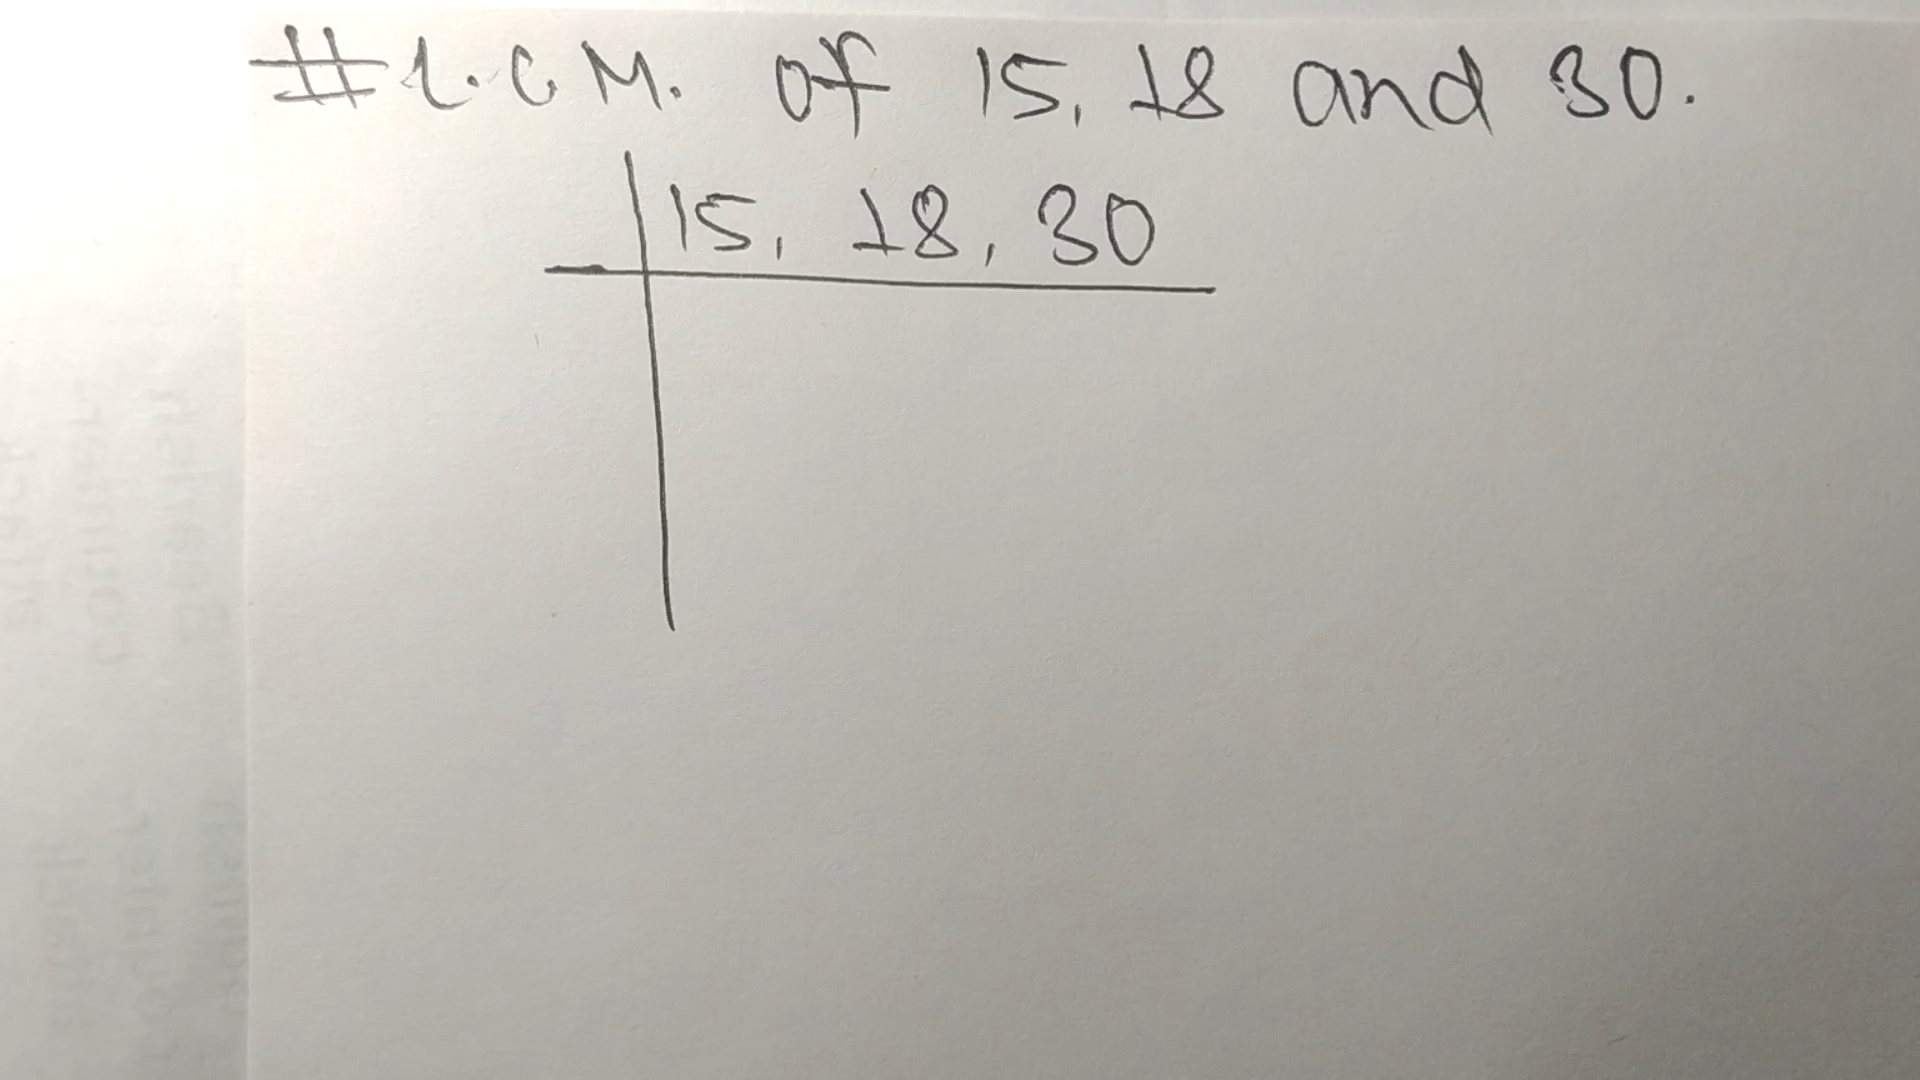 # L.C.M. of 15, 18 and 30.
15, 18, 30